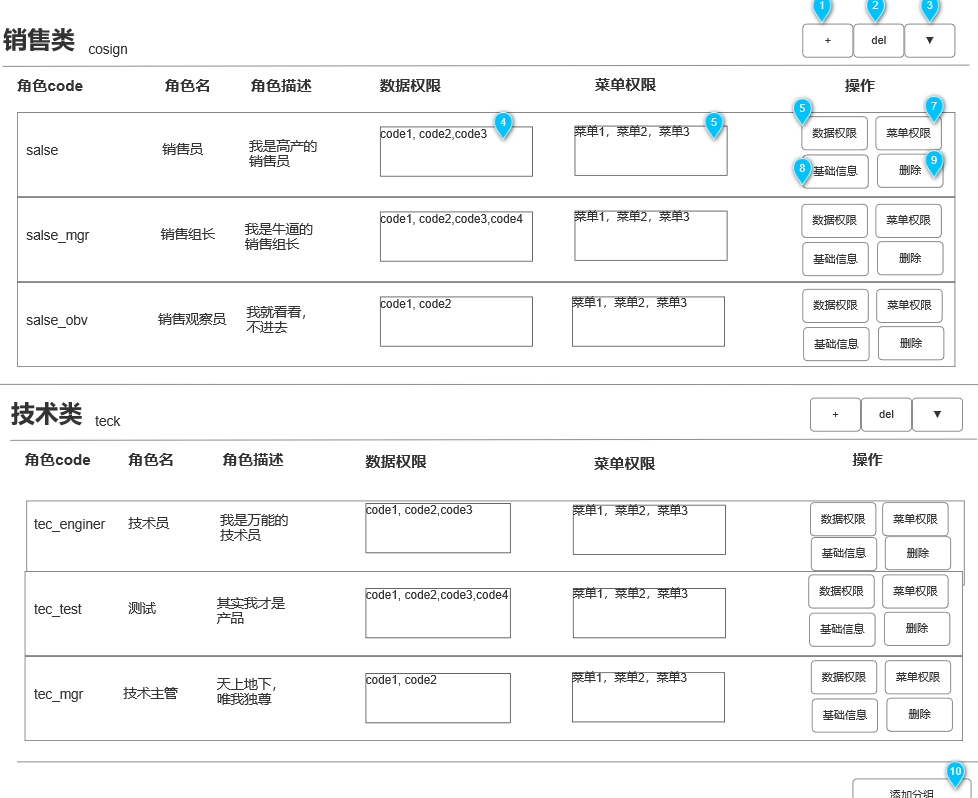 1 2 3
销售类 cosign + del ▼
角色code 角色名 角色描述 数据权限 菜单权限 操作
salse 销售员 我是高产的
销售员
code1, code2,code3 4
菜单1，菜单2，菜单3 5
5 数据权限 菜单权限 7
8 基础信息 删除 9
salse_mgr 销售组长 我是牛逼的
销售组长
code1, code2,code3,code4
菜单1，菜单2，菜单3
数据权限 菜单权限
基础信息 删除
salse_obv 销售观察员 我就看看，
不进去
code1, code2
菜单1，菜单2，菜单3
数据权限 菜单权限
基础信息 删除
技术类 teck + del ▼
角色code 角色名 角色描述 数据权限 菜单权限 操作
tec_enginer 技术员 我是万能的
技术员
code1, code2,code3
菜单1，菜单2，菜单3
数据权限 菜单权限
基础信息 删除
tec_test 测试 其实我才是
产品
code1, code2,code3,code4
菜单1，菜单2，菜单3
数据权限 菜单权限
基础信息 删除
tec_mgr 技术主管 天上地下，
唯我独尊
code1, code2
菜单1，菜单2，菜单3
数据权限 菜单权限
基础信息 删除
10
添加分组